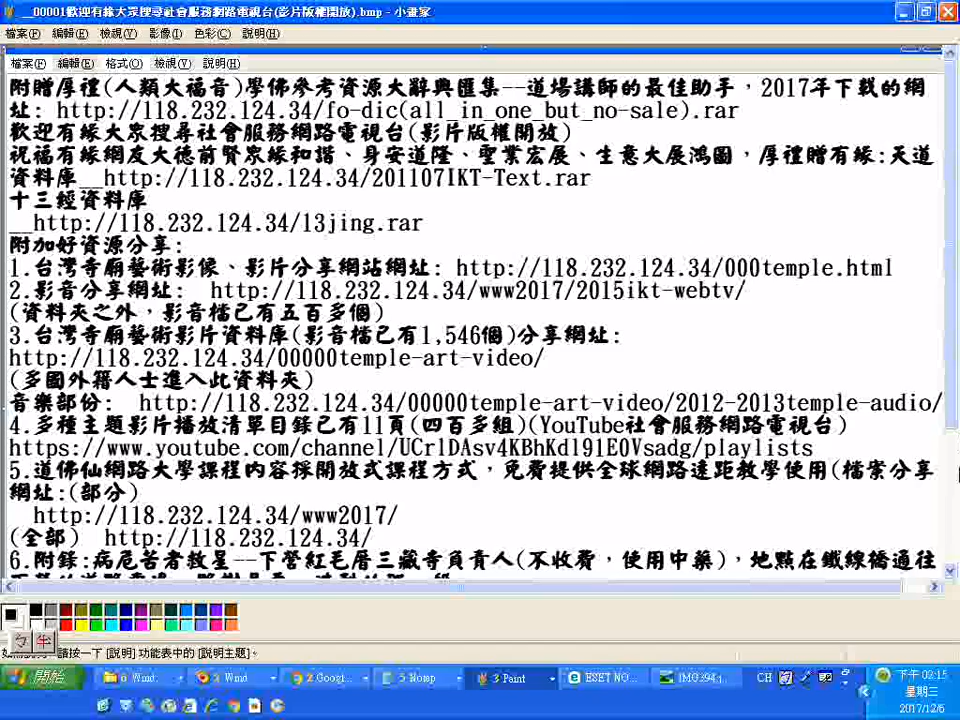 __00001歡迎有緣大眾搜尋社會服務網路電視台(影片版權開放).bmp - 小畫家
檔案(F) 編輯(E) 檢視(V) 影像(I) 色彩(C) 說明(H)
檔案(F) 編輯(E) 格式(O) 檢視(V) 說明(H)
附贈厚禮(人類大福音)學佛參考資源大辭典匯集--道場講師的最佳助手，2017年下載的網
址: http://118.232.124.34/fo-dic(all_in_one_but_no-sale).rar
歡迎有緣大眾搜尋社會服務網路電視台(影片版權開放)
祝福有緣網友大德前賢眾緣和諧、身安道隆、聖業宏展、生意大展鴻圖，厚禮贈有緣:天道
資料庫__http://118.232.124.34/201107IKT-Text.rar
十三經資料庫
__http://118.232.124.34/13jing.rar
附加好資源分享:
1.台灣寺廟藝術影像、影片分享網站網址: http://118.232.124.34/000temple.html
2.影音分享網址: http://118.232.124.34/www2017/2015ikt-webtv/
(資料夾之外，影音檔已有五百多個)
3.台灣寺廟藝術影片資料庫(影音檔已有1,546個)分享網址:
http://118.232.124.34/00000temple-art-video/
(多國外籍人士進入此資料夾)
音樂部份: http://118.232.124.34/00000temple-art-video/2012-2013temple-audio/
4.多種主題影片播放清單目錄已有11頁(四百多組)(YouTube社會服務網路電視台)
https://www.youtube.com/channel/UCrlDAsv4KBhKdl91E0Vsadg/playlists
5.道佛仙網路大學課程內容採開放式課程方式，免費提供全球網路遠距教學使用(檔案分享
網址:(部分)
http://118.232.124.34/www2017/
(全部) http://118.232.124.34/
6.附錄:病危苦者救星--下營紅毛厝三藏寺負責人(不收費，使用中藥)，地點在鐵線橋通往
請按一下 [說明] 功能表中的 [說明主題]。
開始 6 Wind... 2 Wind... 2 Googl... 5 Notep... 3 Paint ESET NO... IMG394.j... CH 下午 02:15
星期三
2017/12/6